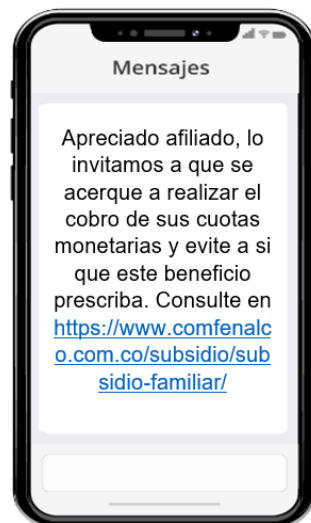 Mensajes
Apreciado afiliado, lo
invitamos a que se
acerque a realizar el
cobro de sus cuotas
monetarias y evite a si
que este beneficio
prescriba. Consulte en
https://www.comfenalc
o.com.co/subsidio/sub
sidio-familiar/